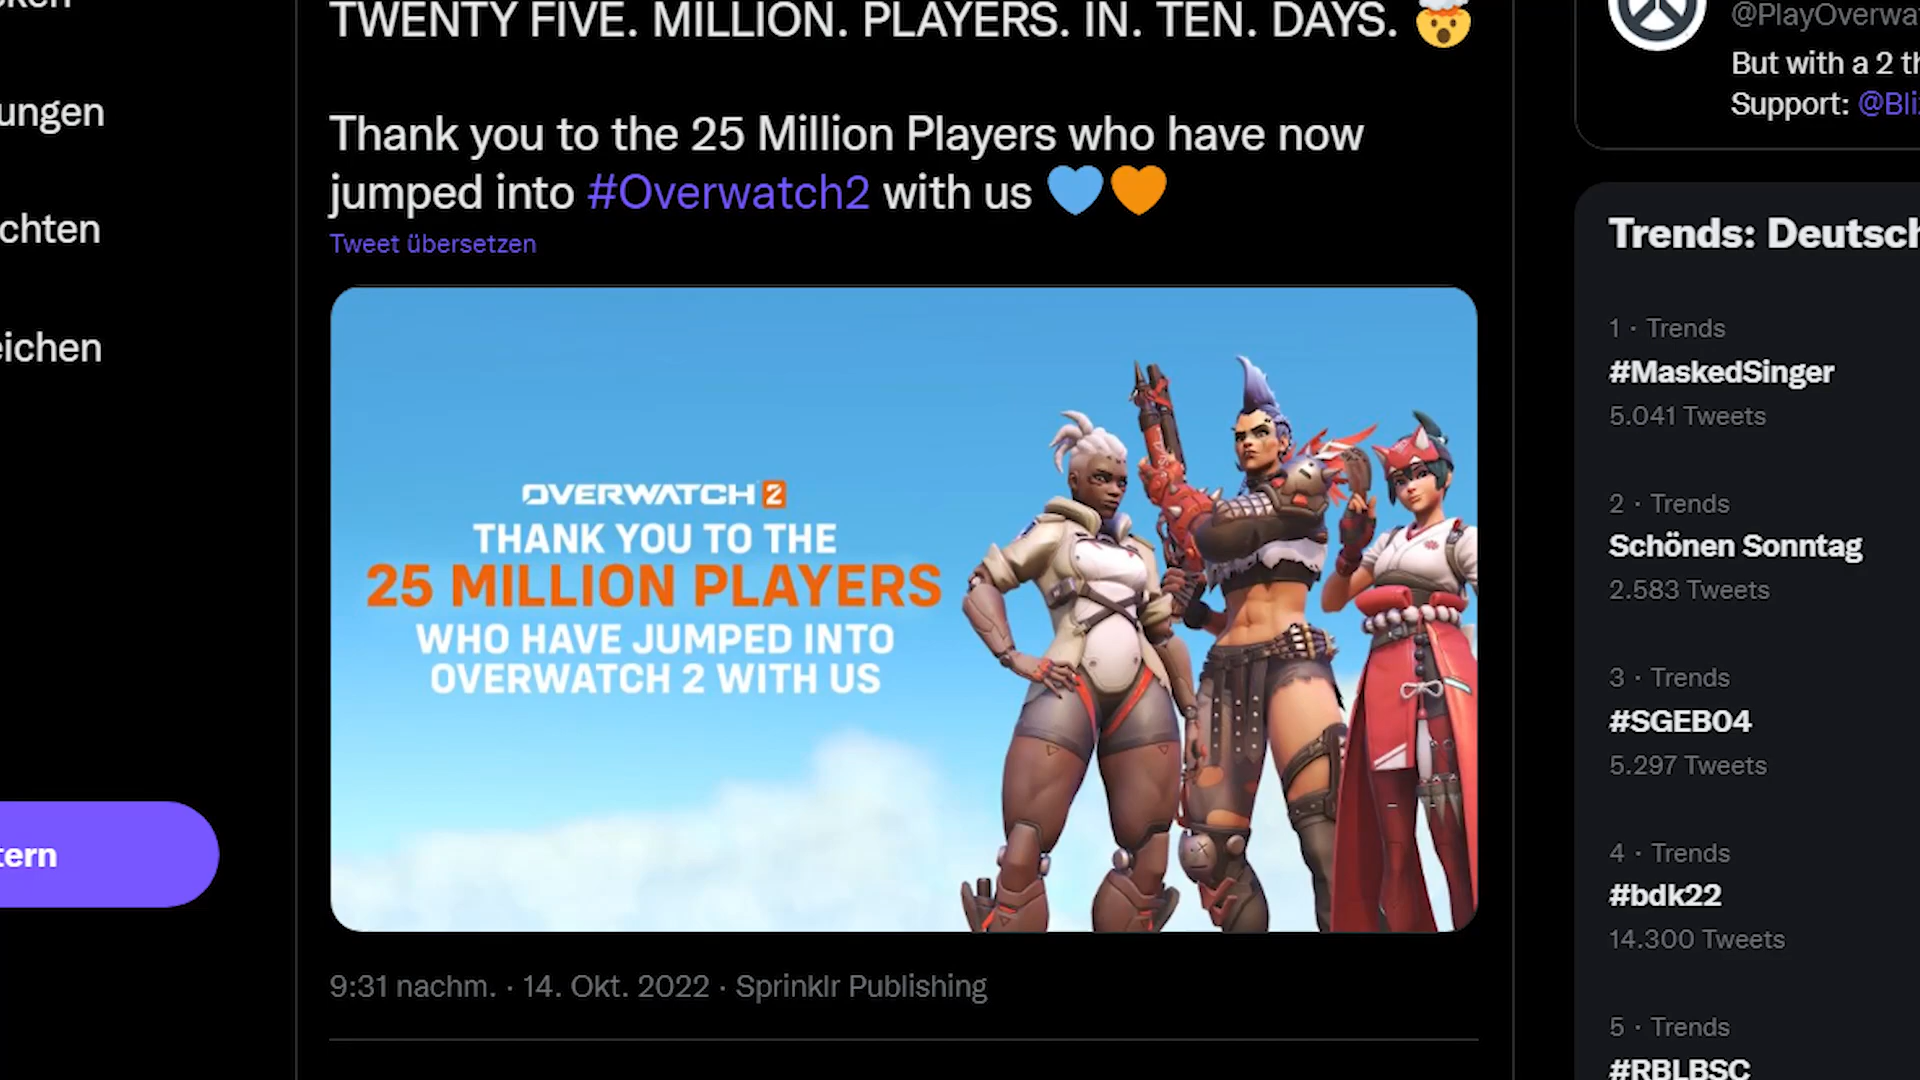 ungen
chten
eichen
tern
TWENTY FIVE. MILLION. PLAYERS. IN. TEN. DAYS. 🤯
Thank you to the 25 Million Players who have now
jumped into #Overwatch2 with us 💙🧡
Tweet übersetzen
OVERWATCH 2
THANK YOU TO THE
25 MILLION PLAYERS
WHO HAVE JUMPED INTO
OVERWATCH 2 WITH US
9:31 nachm. · 14. Okt. 2022 · Sprinklr Publishing
@PlayOverwa
But with a 2 th
Support: @Bli
Trends: Deutsch
1 · Trends
#MaskedSinger
5.041 Tweets
2 · Trends
Schönen Sonntag
2.583 Tweets
3 · Trends
#SGEB04
5.297 Tweets
4 · Trends
#bdk22
14.300 Tweets
5 · Trends
#RBLBSC